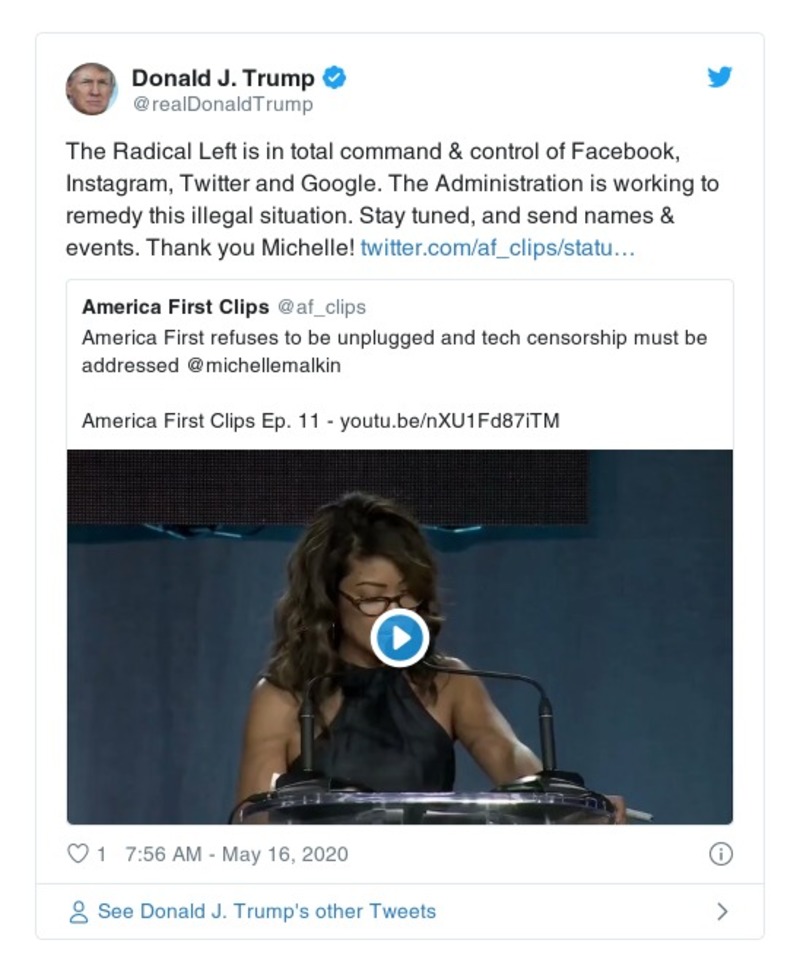 Donald J. Trump
@realDonaldTrump
The Radical Left is in total command & control of Facebook,
Instagram, Twitter and Google. The Administration is working to
remedy this illegal situation. Stay tuned, and send names &
events. Thank you Michelle! twitter.com/af_clips/statu…
America First Clips @af_clips
America First refuses to be unplugged and tech censorship must be
addressed @michellemalkin
America First Clips Ep. 11 - youtu.be/nXU1Fd87iTM
1 7:56 AM - May 16, 2020
See Donald J. Trump's other Tweets